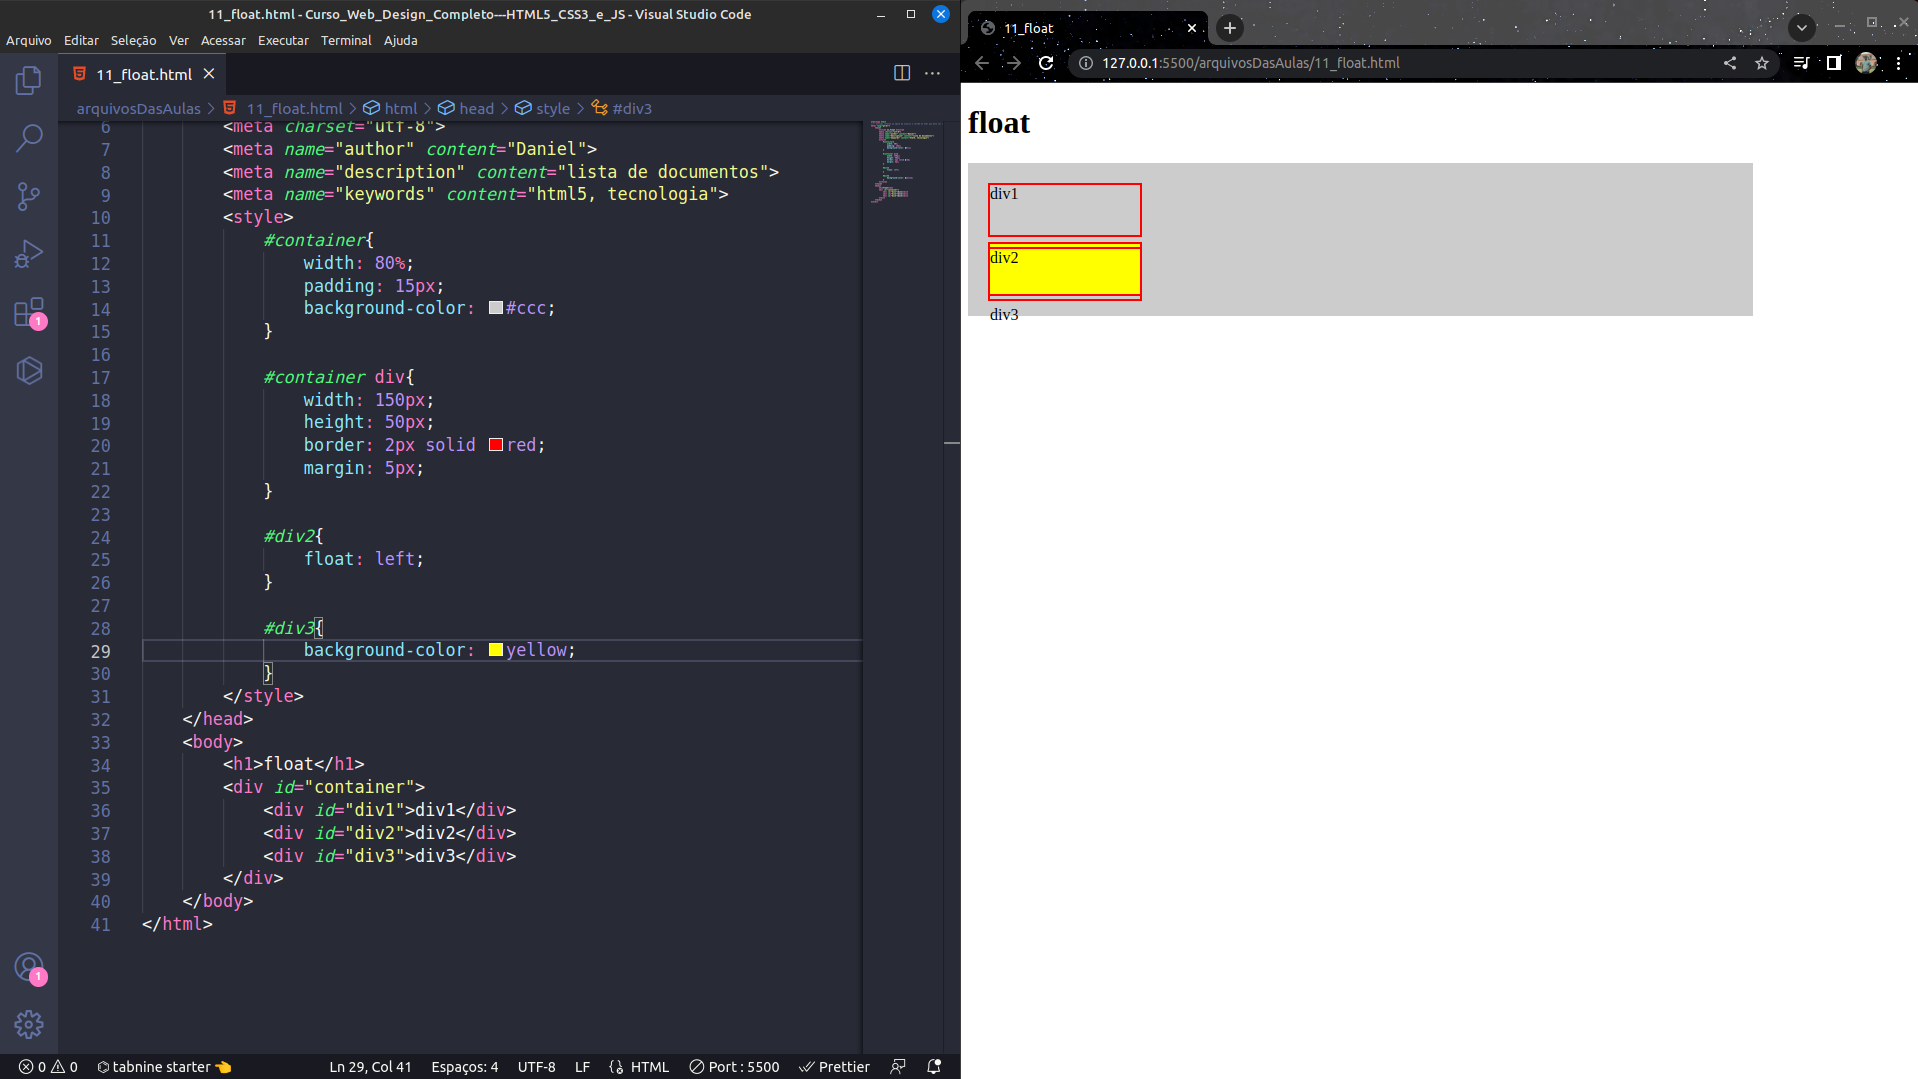 11_float.html - Curso_Web_Design_Completo---HTML5_CSS3_e_JS - Visual Studio Code
Arquivo Editar Seleção Ver Acessar Executar Terminal Ajuda
11_float.html
arquivosDasAulas > 11_float.html > html > head > style > #div3
6 <meta charset="utf-8">
7 <meta name="author" content="Daniel">
8 <meta name="description" content="lista de documentos">
9 <meta name="keywords" content="html5, tecnologia">
10 <style>
11 #container{
12 width: 80%;
13 padding: 15px;
14 background-color: #ccc;
15 }
16
17 #container div{
18 width: 150px;
19 height: 50px;
20 border: 2px solid red;
21 margin: 5px;
22 }
23
24 #div2{
25 float: left;
26 }
27
28 #div3{
29 background-color: yellow;
30 }
31 </style>
32 </head>
33 <body>
34 <h1>float</h1>
35 <div id="container">
36 <div id="div1">div1</div>
37 <div id="div2">div2</div>
38 <div id="div3">div3</div>
39 </div>
40 </body>
41 </html>
1
1
0 0 tabnine starter Ln 29, Col 41 Espaços: 4 UTF-8 LF HTML Port : 5500 Prettier
11_float
127.0.0.1:5500/arquivosDasAulas/11_float.html
float
div1
div2
div3